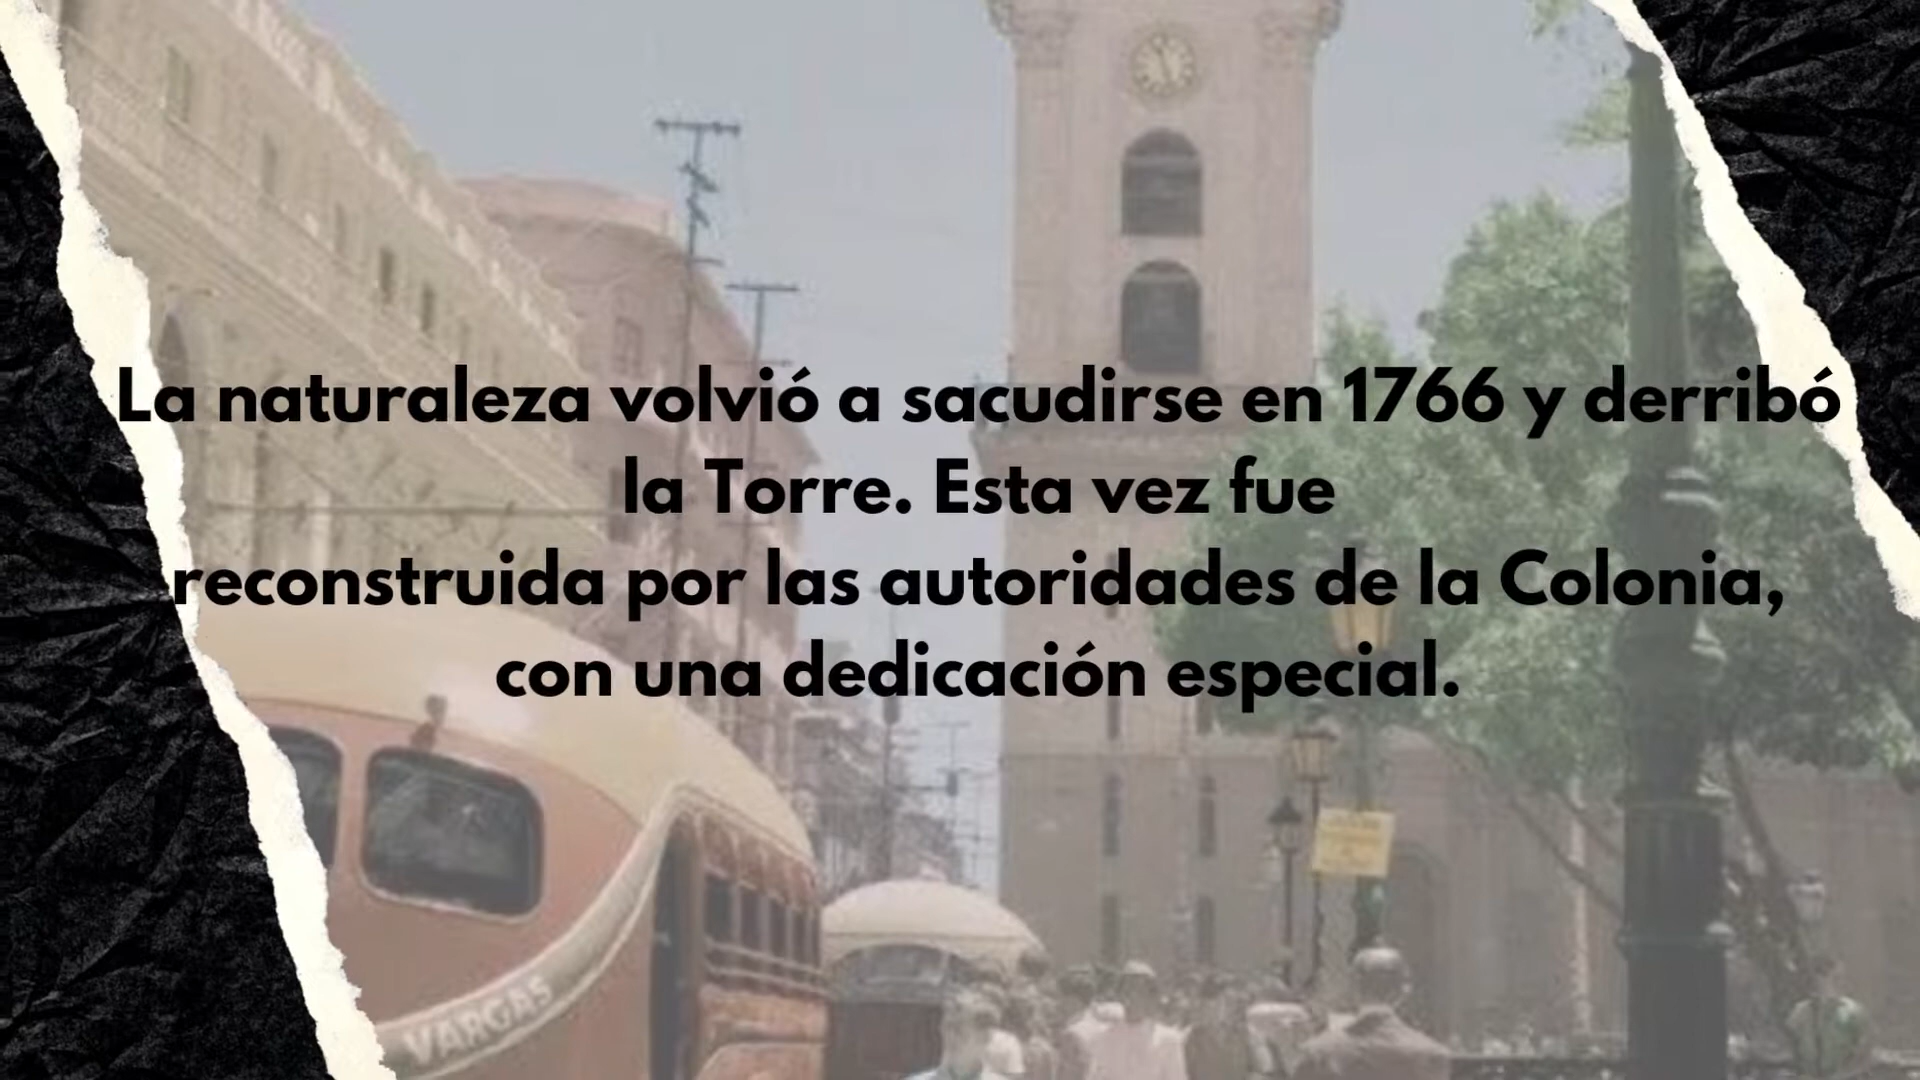 La naturaleza volvió a sacudirse en 1766 y derribó
la Torre. Esta vez fue
reconstruida por las autoridades de la Colonia,
con una dedicación especial.
VARGAS